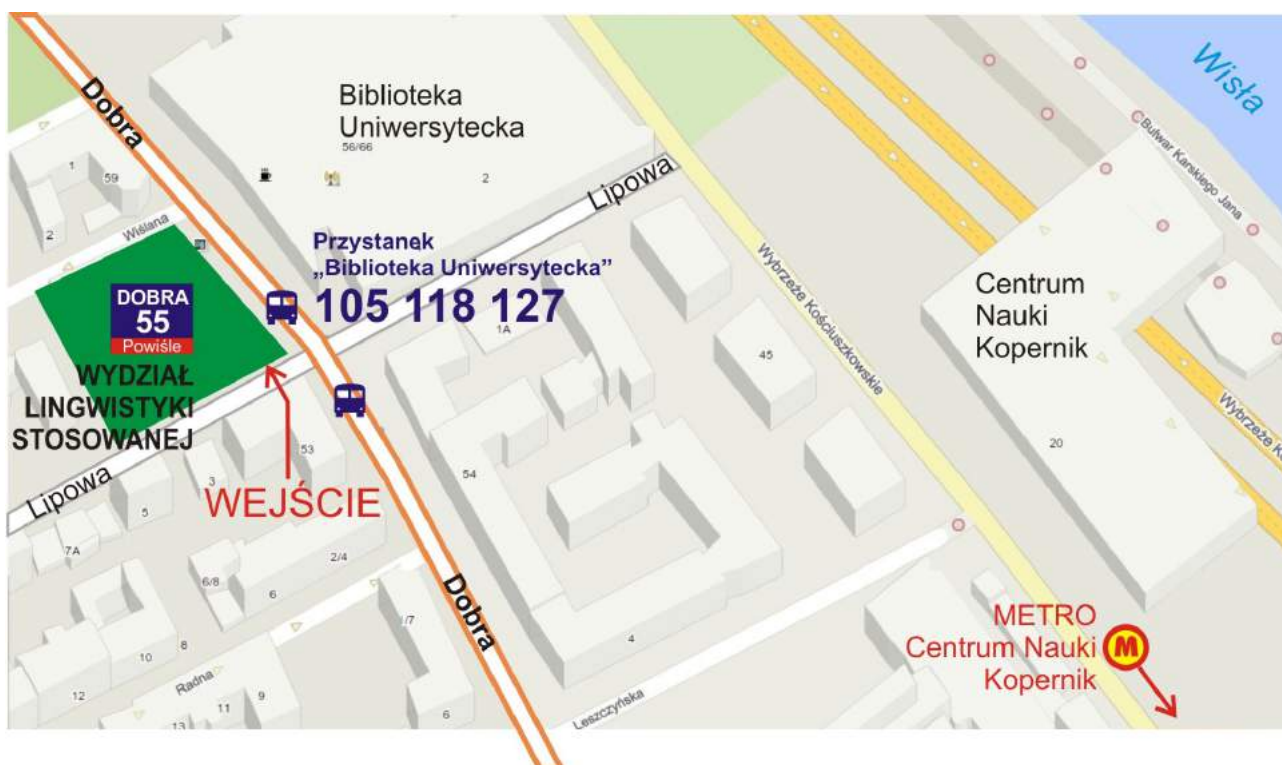 Dobra
Biblioteka
Uniwersytecka
56/66
2
Wisła
Bulwar Karskiego Jana
1
59
2
Wiślana
Lipowa
Przystanek
„Biblioteka Uniwersytecka”
105 118 127
DOBRA
55
Powiśle
WYDZIAŁ
LINGWISTYKI
STOSOWANEJ
1A
45
Wybrzeże Kościuszkowskie
Centrum
Nauki
Kopernik
20
Wybrzeże
53
54
3
Lipowa
WEJŚCIE
5
7A
6/8
2/4
6
Dobra
1/7
4
8
10
12
Radna
9
11
13
6
Leszczyńska
METRO
Centrum Nauki
Kopernik
M